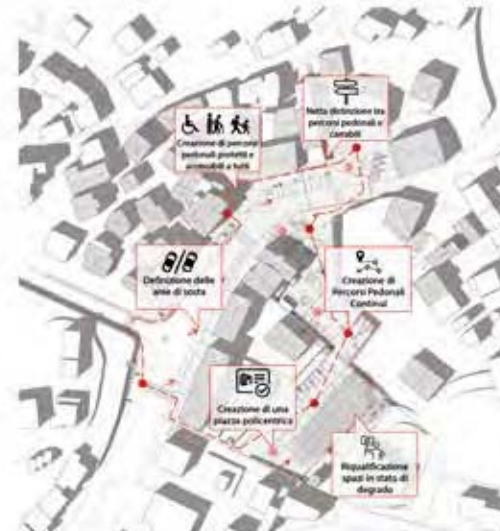 Netta distinzione tra
percorsi pedonali e
carrabili
Creazione di percorsi
pedonali protetti e
accessibili a tutti
Definizione delle
aree di sosta
Creazione di
Percorsi Pedonali
Continui
Creazione di una
piazza policentrica
Riqualificazione
spazi in stato di
degrado